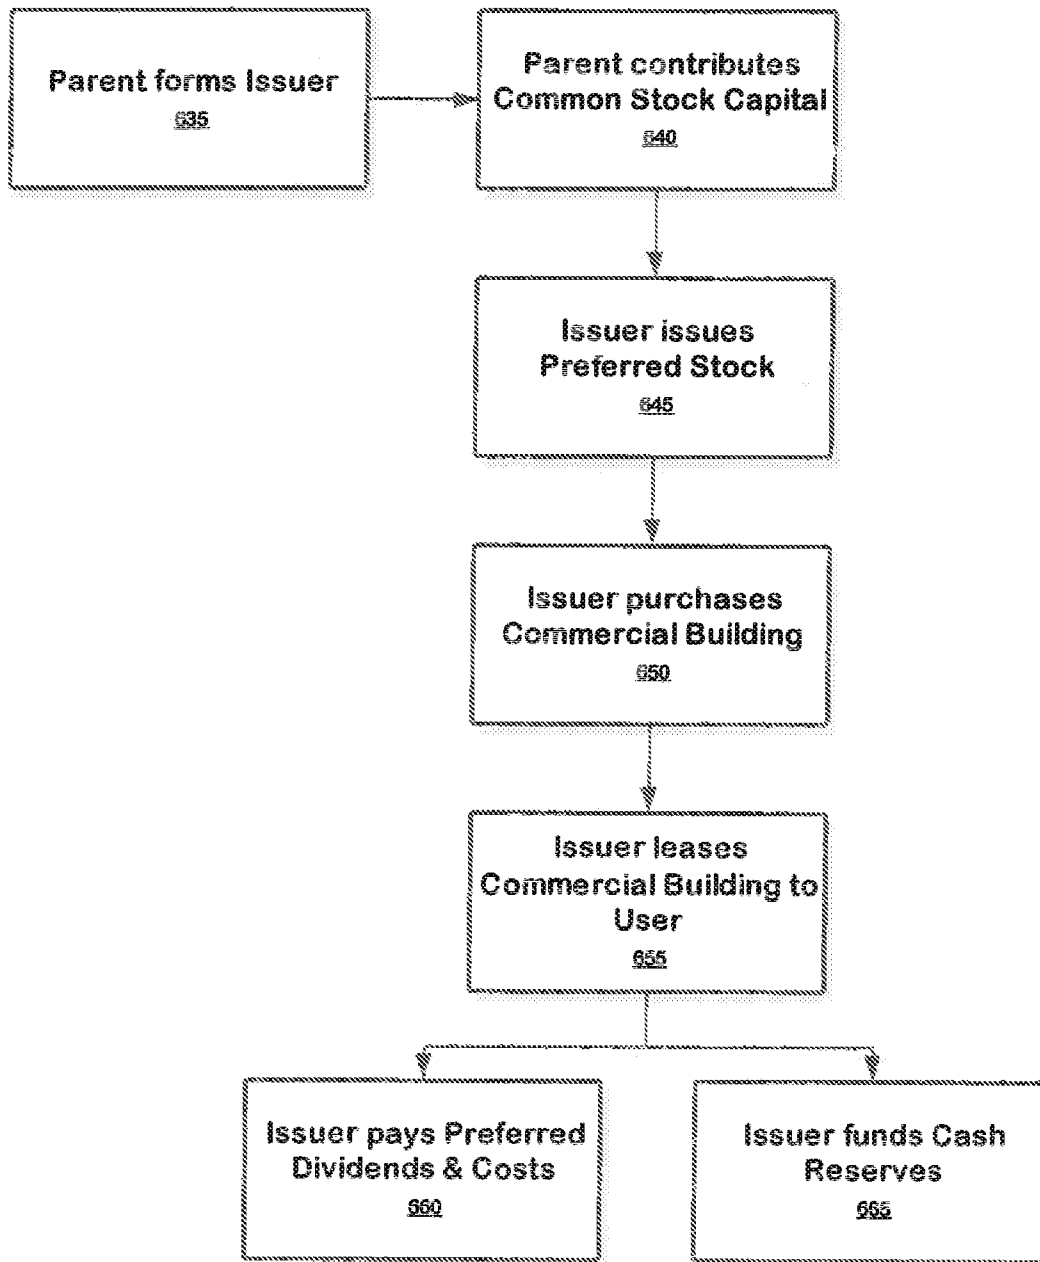 Parent forms Issuer
635
Parent contributes
Common Stock Capital
640
Issuer issues
Preferred Stock
645
Issuer purchases
Commercial Building
650
Issuer leases
Commercial Building to
User
655
Issuer pays Preferred
Dividends & Costs
660
Issuer funds Cash
Reserves
665